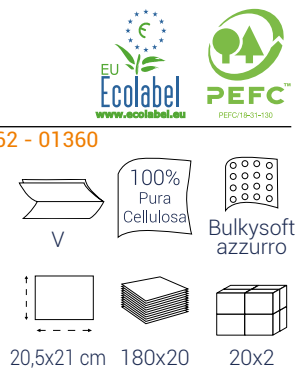 EU
Ecolabel
www.ecolabel.eu
PEFC™
PEFC/18-31-130
52 - 01360
V
100%
Pura
Cellulosa
Bulkysoft
azzurro
20,5x21 cm
180x20
20x2